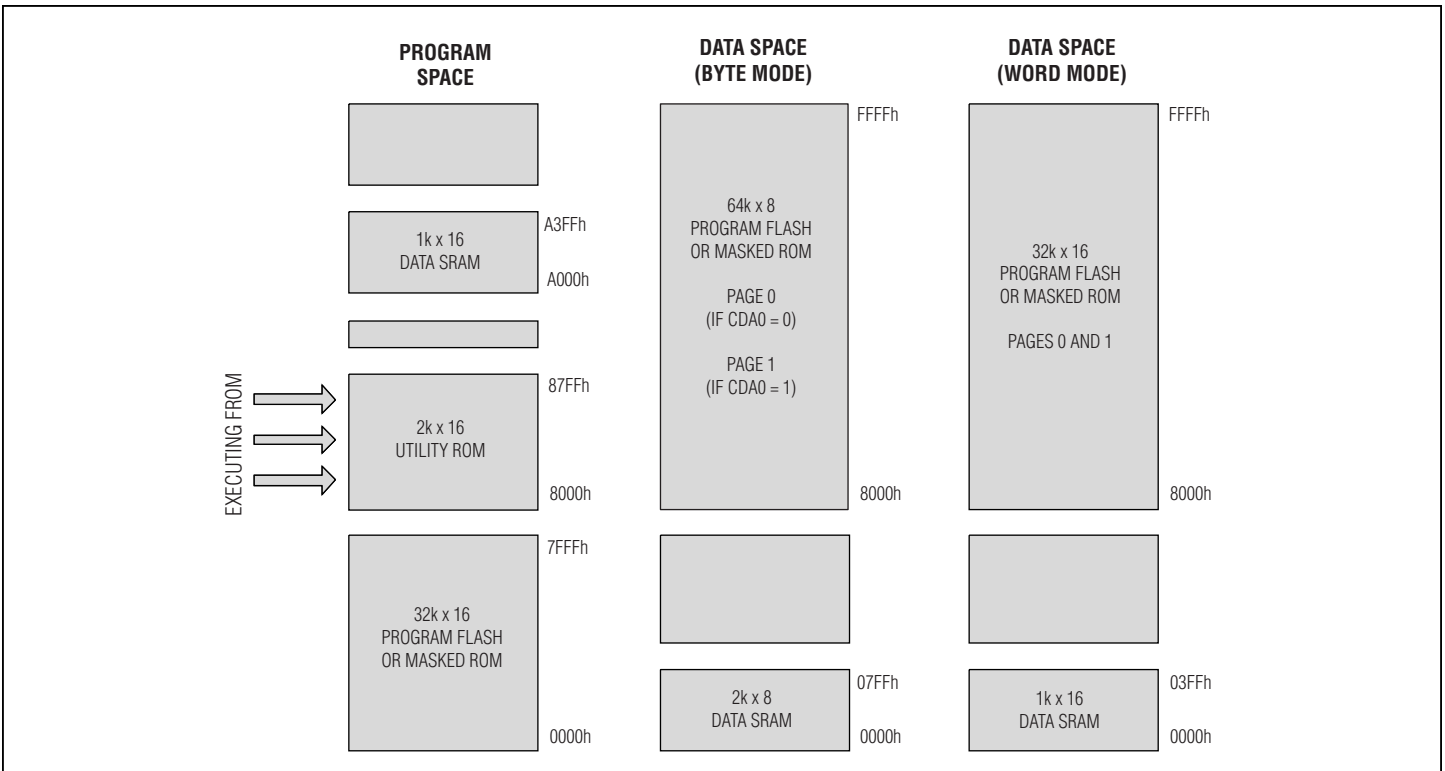 PROGRAM
SPACE
A3FFh
1k x 16
DATA SRAM
A000h
EXECUTING FROM
87FFh
2k x 16
UTILITY ROM
8000h
7FFFh
32k x 16
PROGRAM FLASH
OR MASKED ROM
0000h
DATA SPACE
(BYTE MODE)
FFFFh
64k x 8
PROGRAM FLASH
OR MASKED ROM
PAGE 0
(IF CDA0 = 0)
PAGE 1
(IF CDA0 = 1)
8000h
07FFh
2k x 8
DATA SRAM
0000h
DATA SPACE
(WORD MODE)
FFFFh
32k x 16
PROGRAM FLASH
OR MASKED ROM
PAGES 0 AND 1
8000h
03FFh
1k x 16
DATA SRAM
0000h